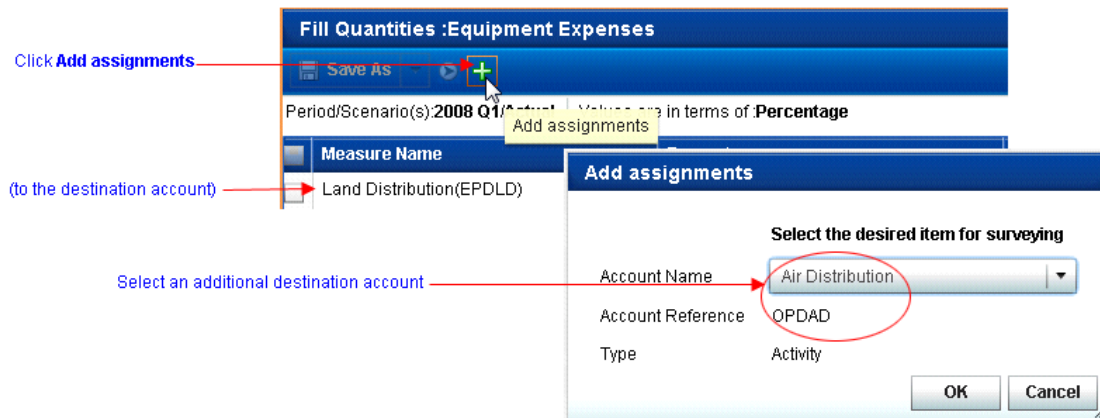 Fill Quantities :Equipment Expenses
Click Add assignments
Save As
Period/Scenario(s):2008 Q1/Actual Values are in terms of :Percentage
Add assignments
Measure Name
(to the destination account)
Land Distribution(EPDLD)
Add assignments
Select the desired item for surveying
Select an additional destination account
Account Name Air Distribution
Account Reference OPDAD
Type Activity
OK Cancel